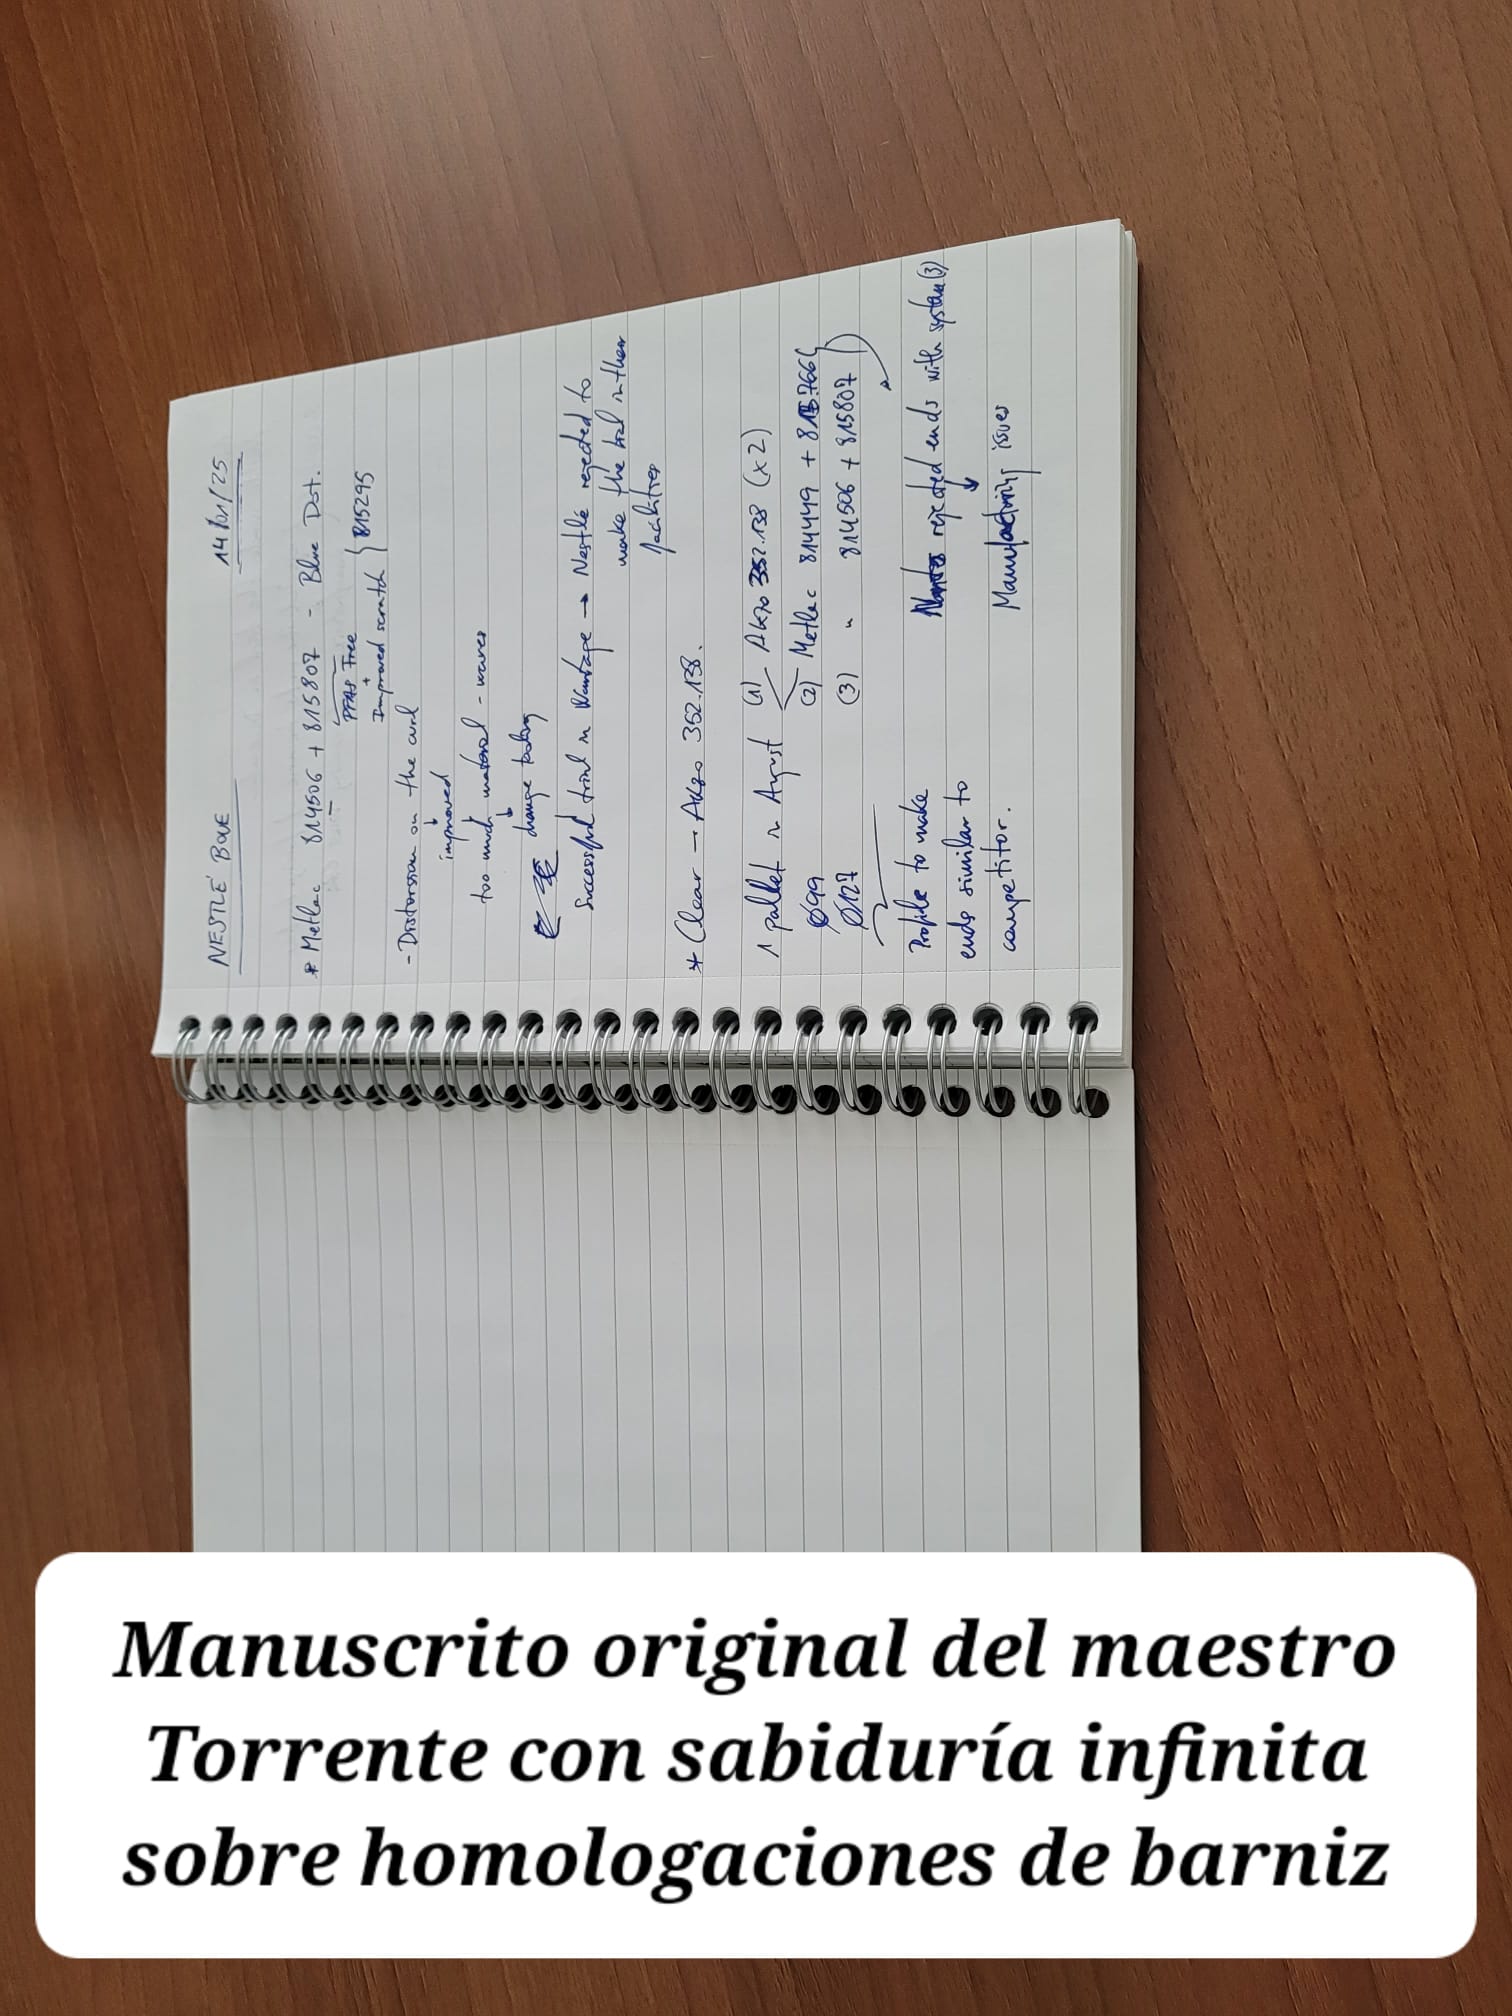 NESTLÉ BOUE 14/01/25
* Metlac 814506 + 815807 - Blue Dot.
PFAS Free
+
Improved scratch } 815295
- Distorsion on the curl
↓
improved
too much material - waves
↓
change tooling
Successful trial in Wantage → Nestle rejected to
make the trial in their
facilities
* Clear → Akzo 352.138.
1 pallet in August (1) Akzo 352.138 (x2)
Ø99 (2) Metlac 814449 + 815766
Ø127 (3) " 814506 + 815807
Profile to make rejected ends with system (3)
ends similar to ↓
competitor. Manufacturing issues
Manuscrito original del maestro
Torrente con sabiduría infinita
sobre homologaciones de barniz